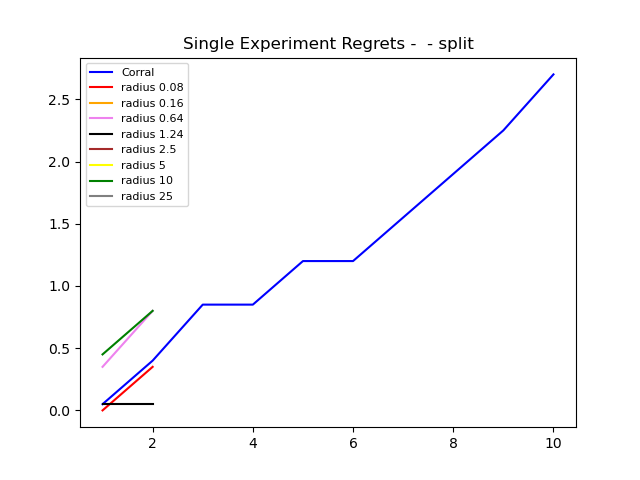 Single Experiment Regrets -  - split
Corral
radius 0.08
radius 0.16
radius 0.64
radius 1.24
radius 2.5
radius 5
radius 10
radius 25
2.5
2.0
1.5
1.0
0.5
0.0
2 4 6 8 10